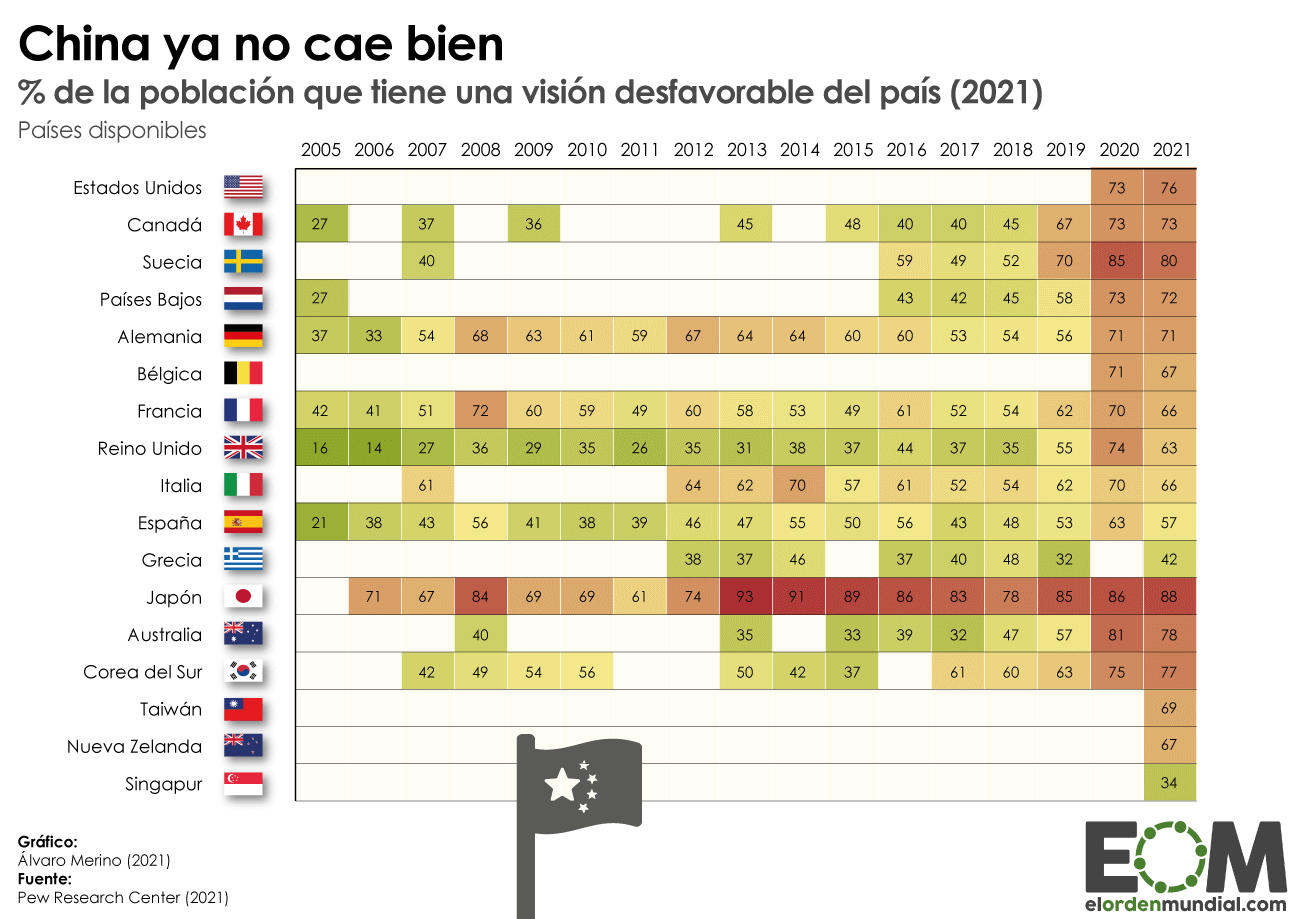 China ya no cae bien
% de la población que tiene una visión desfavorable del país (2021)
Países disponibles
2005 2006 2007 2008 2009 2010 2011 2012 2013 2014 2015 2016 2017 2018 2019 2020 2021
Estados Unidos 73 76
Canadá 27 37 36 45 48 40 40 45 67 73 73
Suecia 40 59 49 52 70 85 80
Países Bajos 27 43 42 45 58 73 72
Alemania 37 33 54 68 63 61 59 67 64 64 60 60 53 54 56 71 71
Bélgica 71 67
Francia 42 41 51 72 60 59 49 60 58 53 49 61 52 54 62 70 66
Reino Unido 16 14 27 36 29 35 26 35 31 38 37 44 37 35 55 74 63
Italia 61 64 62 70 57 61 52 54 62 70 66
España 21 38 43 56 41 38 39 46 47 55 50 56 43 48 53 63 57
Grecia 38 37 46 37 40 48 32 42
Japón 71 67 84 69 69 61 74 93 91 89 86 83 78 85 86 88
Australia 40 35 33 39 32 47 57 81 78
Corea del Sur 42 49 54 56 50 42 37 61 60 63 75 77
Taiwán 69
Nueva Zelanda 67
Singapur 34
Gráfico:
Álvaro Merino (2021)
Fuente:
Pew Research Center (2021)
EOM
elordenmundial.com